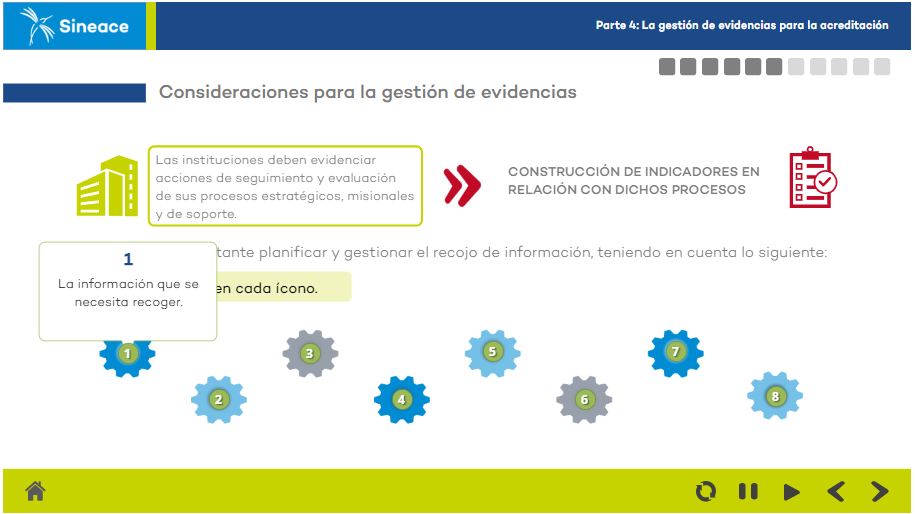 Sineace
Parte 4: La gestión de evidencias para la acreditación
Consideraciones para la gestión de evidencias
Las instituciones deben evidenciar
acciones de seguimiento y evaluación
de sus procesos estratégicos, misionales
y de soporte.
CONSTRUCCIÓN DE INDICADORES EN
RELACIÓN CON DICHOS PROCESOS
tante planificar y gestionar el recojo de información, teniendo en cuenta lo siguiente:
1
La información que se
necesita recoger.
en cada ícono.
1
2
3
4
5
6
7
8